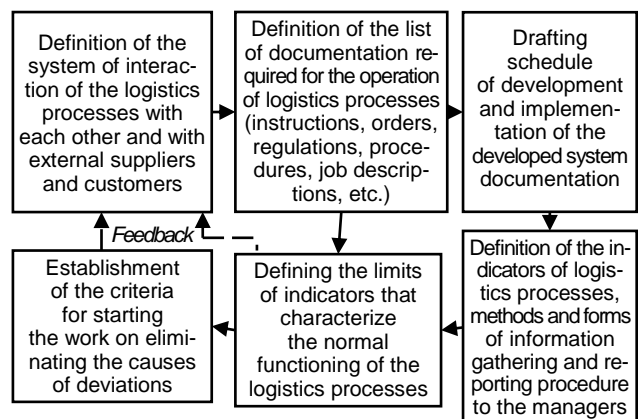 Definition of the
system of interac-
tion of the logistics
processes with
each other and with
external suppliers
and customers
Definition of the list
of documentation re-
quired for the operation
of logistics processes
(instructions, orders,
regulations, proce-
dures, job descrip-
tions, etc.)
Drafting
schedule
of development
and implemen-
tation of the
developed system
documentation
Feedback
Establishment
of the criteria
for starting
the work on elimi-
nating the causes
of deviations
Defining the limits
of indicators that
characterize
the normal
functioning of the
logistics processes
Definition of the in-
dicators of logis-
tics processes,
methods and forms
of information
gathering and re-
porting procedure
to the managers